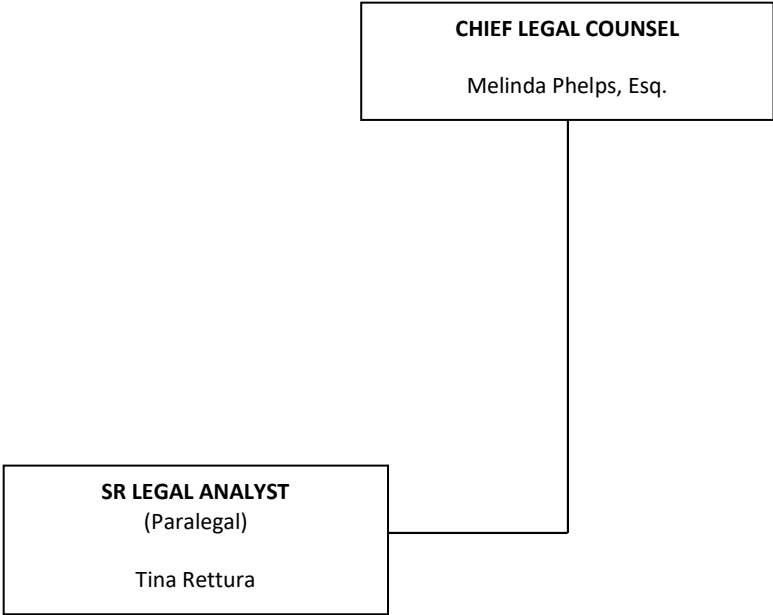 CHIEF LEGAL COUNSEL
Melinda Phelps, Esq.
SR LEGAL ANALYST
(Paralegal)
Tina Rettura